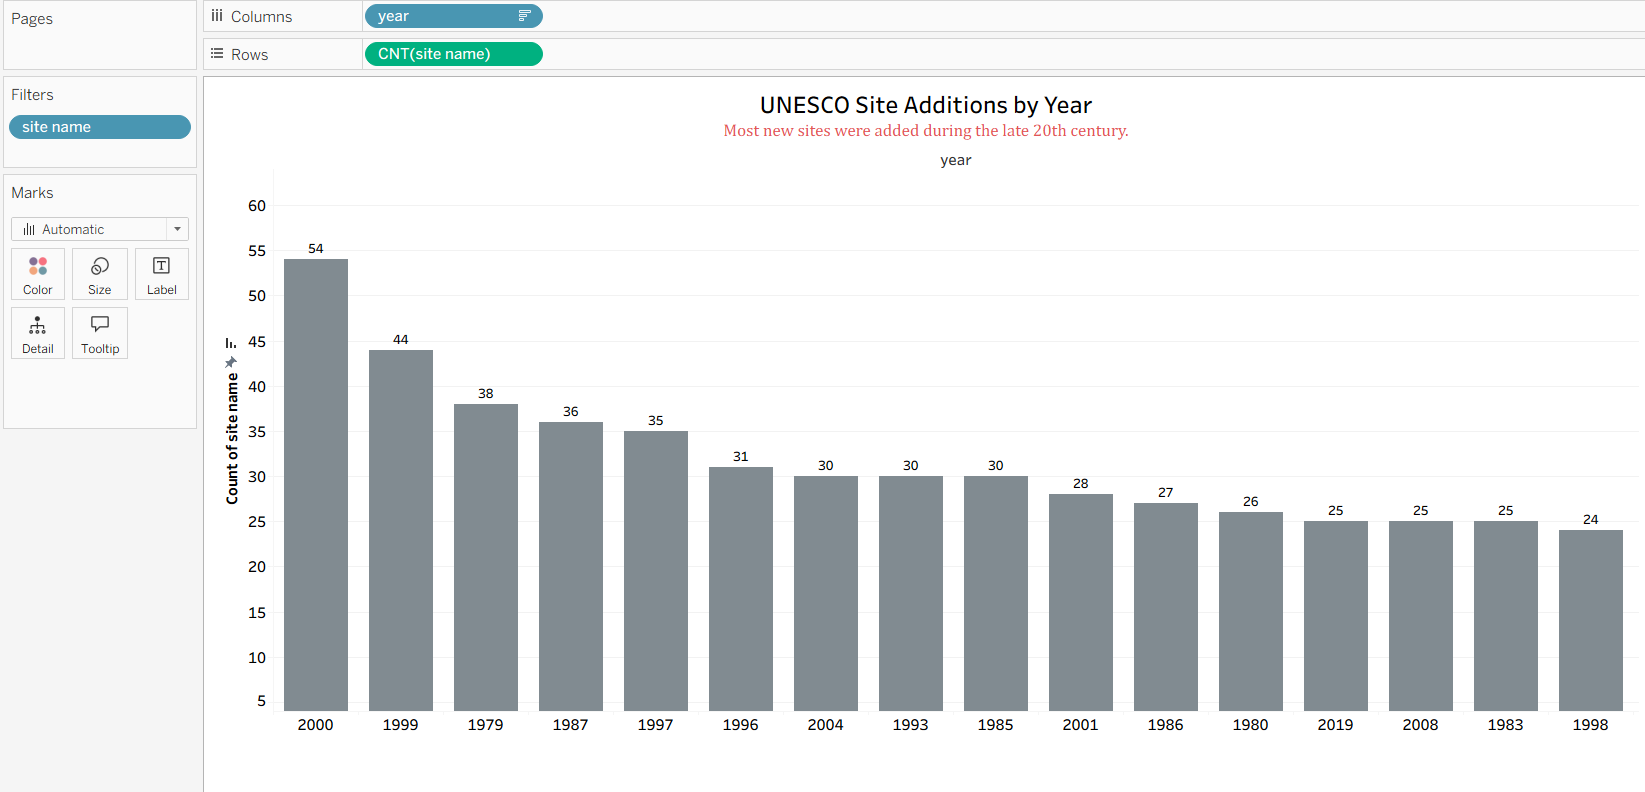 Pages
Columns
year
Rows
CNT(site name)
Filters
site name
Marks
Automatic
Color Size Label
Detail Tooltip
UNESCO Site Additions by Year
Most new sites were added during the late 20th century.
year
Count of site name
60
55
50
45
40
35
30
25
20
15
10
5
54 44 38 36 35 31 30 30 30 28 27 26 25 25 25 24
2000 1999 1979 1987 1997 1996 2004 1993 1985 2001 1986 1980 2019 2008 1983 1998